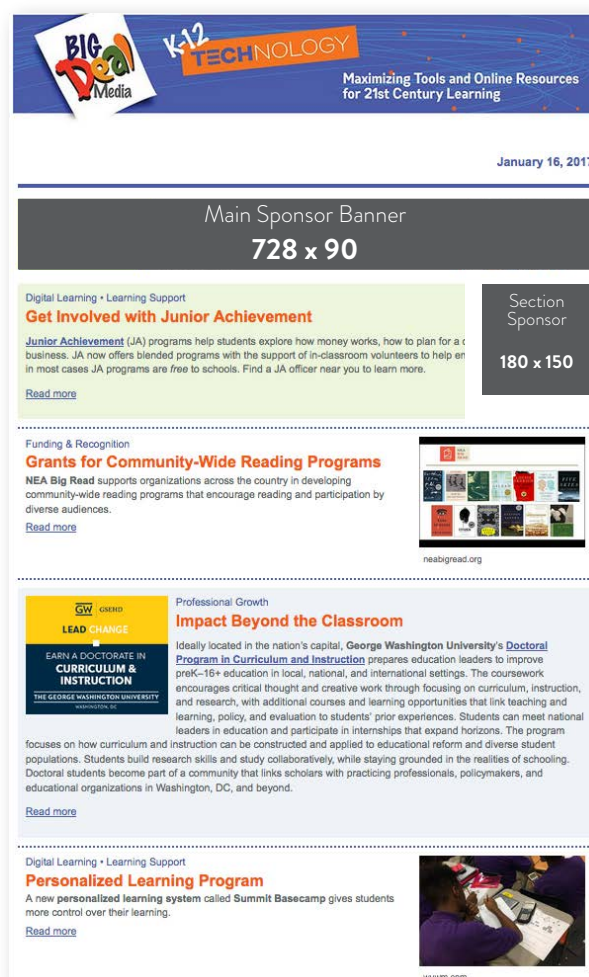 BIG
Deal
Media
K-12
TECHNOLOGY
Maximizing Tools and Online Resources
for 21st Century Learning
January 16, 2017
Main Sponsor Banner
728 x 90
Digital Learning • Learning Support
Get Involved with Junior Achievement
Junior Achievement (JA) programs help students explore how money works, how to plan for a
business. JA now offers blended programs with the support of in-classroom volunteers to help
in most cases JA programs are free to schools. Find a JA officer near you to learn more.
Read more
Section
Sponsor
180 x 150
Funding & Recognition
Grants for Community-Wide Reading Programs
NEA Big Read supports organizations across the country in developing
community-wide reading programs that encourage reading and participation by
diverse audiences.
Read more
neabigread.org
GW GSEHD
LEAD CHANGE
EARN A DOCTORATE IN
CURRICULUM &
INSTRUCTION
THE GEORGE WASHINGTON UNIVERSITY
WASHINGTON, DC
Professional Growth
Impact Beyond the Classroom
Ideally located in the nation's capital, George Washington University's Doctoral
Program in Curriculum and Instruction prepares education leaders to improve
preK–16+ education in local, national, and international settings. The coursework
encourages critical thought and creative work through focusing on curriculum, instruction,
and research, with additional courses and learning opportunities that link teaching and
learning, policy, and evaluation to students' prior experiences. Students can meet national
leaders in education and participate in internships that expand horizons. The program
focuses on how curriculum and instruction can be constructed and applied to educational reform and diverse student
populations. Students build research skills and study collaboratively, while staying grounded in the realities of schooling.
Doctoral students become part of a community that links scholars with practicing professionals, policymakers, and
educational organizations in Washington, DC, and beyond.
Read more
Digital Learning • Learning Support
Personalized Learning Program
A new personalized learning system called Summit Basecamp gives students
more control over their learning.
Read more